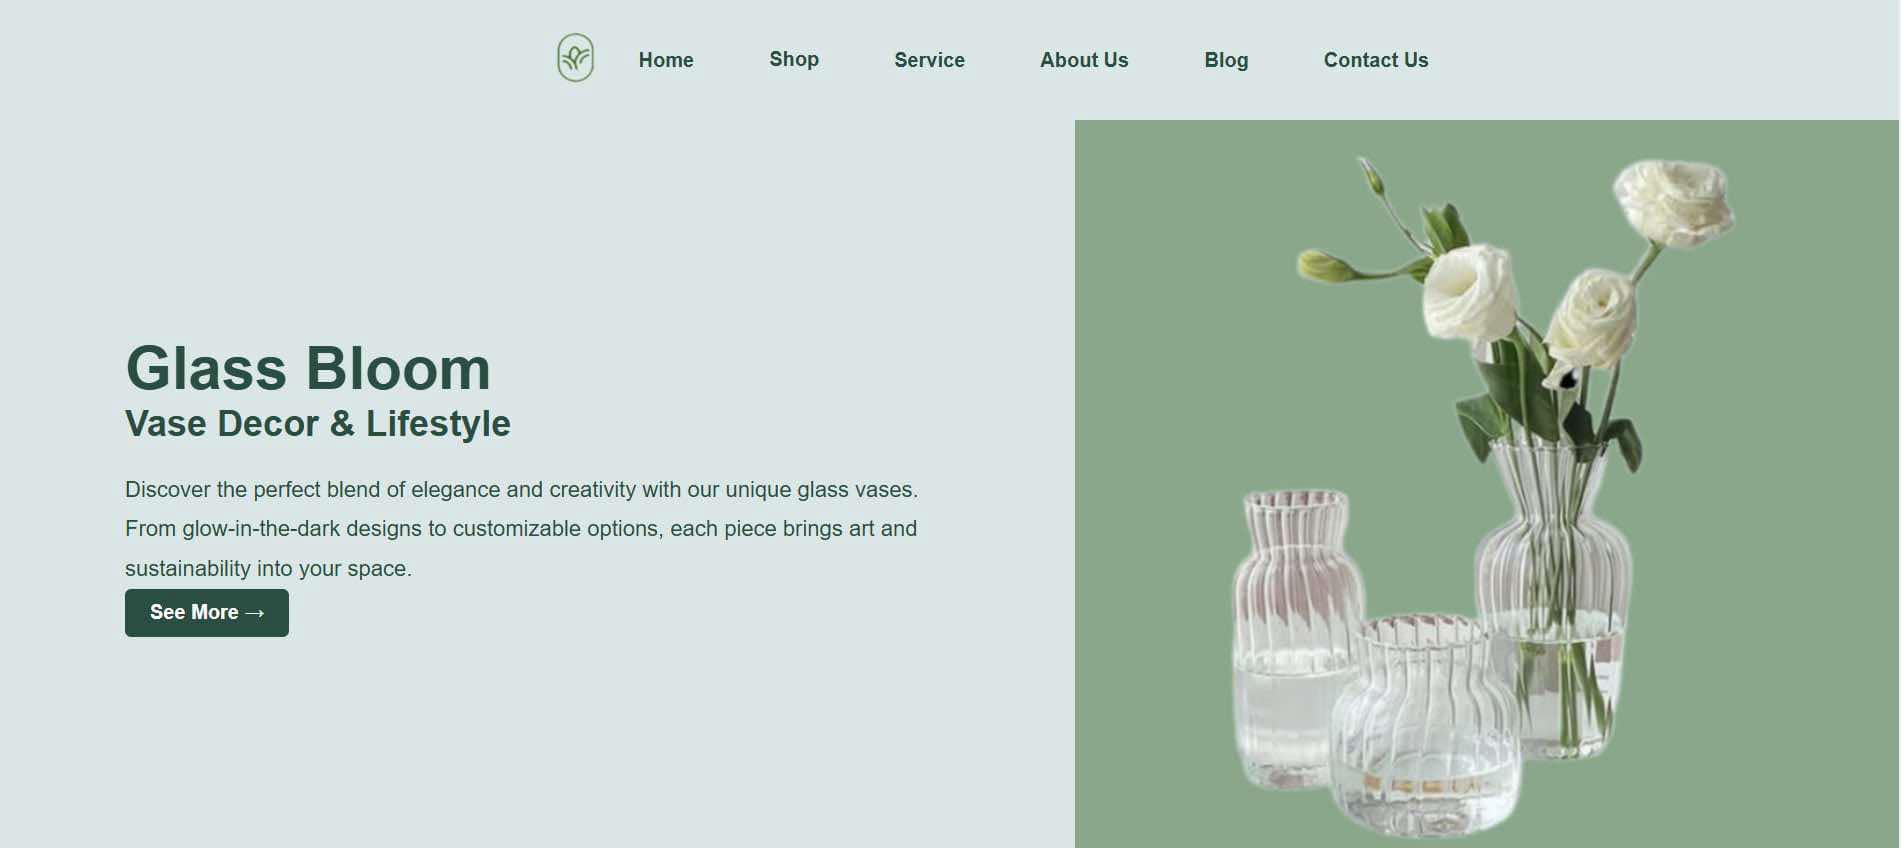 Home Shop Service About Us Blog Contact Us
Glass Bloom
Vase Decor & Lifestyle
Discover the perfect blend of elegance and creativity with our unique glass vases.
From glow-in-the-dark designs to customizable options, each piece brings art and
sustainability into your space.
See More →